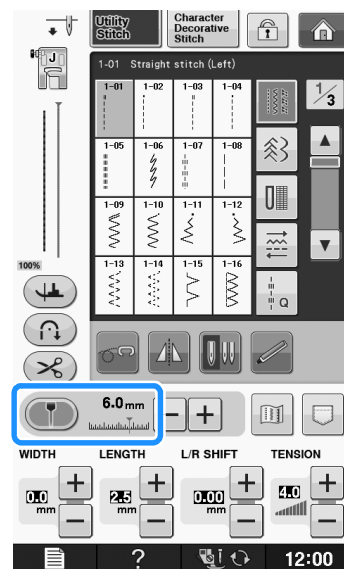 Utility Stitch
Character Decorative Stitch
J
1-01 Straight stitch (Left)
1-01 1-02 1-03 1-04
1/3
1-05 1-06 1-07 1-08
1-09 1-10 1-11 1-12
100%
1-13 1-14 1-15 1-16
Q
6.0 mm - +
WIDTH LENGTH L/R SHIFT TENSION
0.0 mm + - 2.5 mm + - 0.00 mm + - 4.0 + -
? 12:00